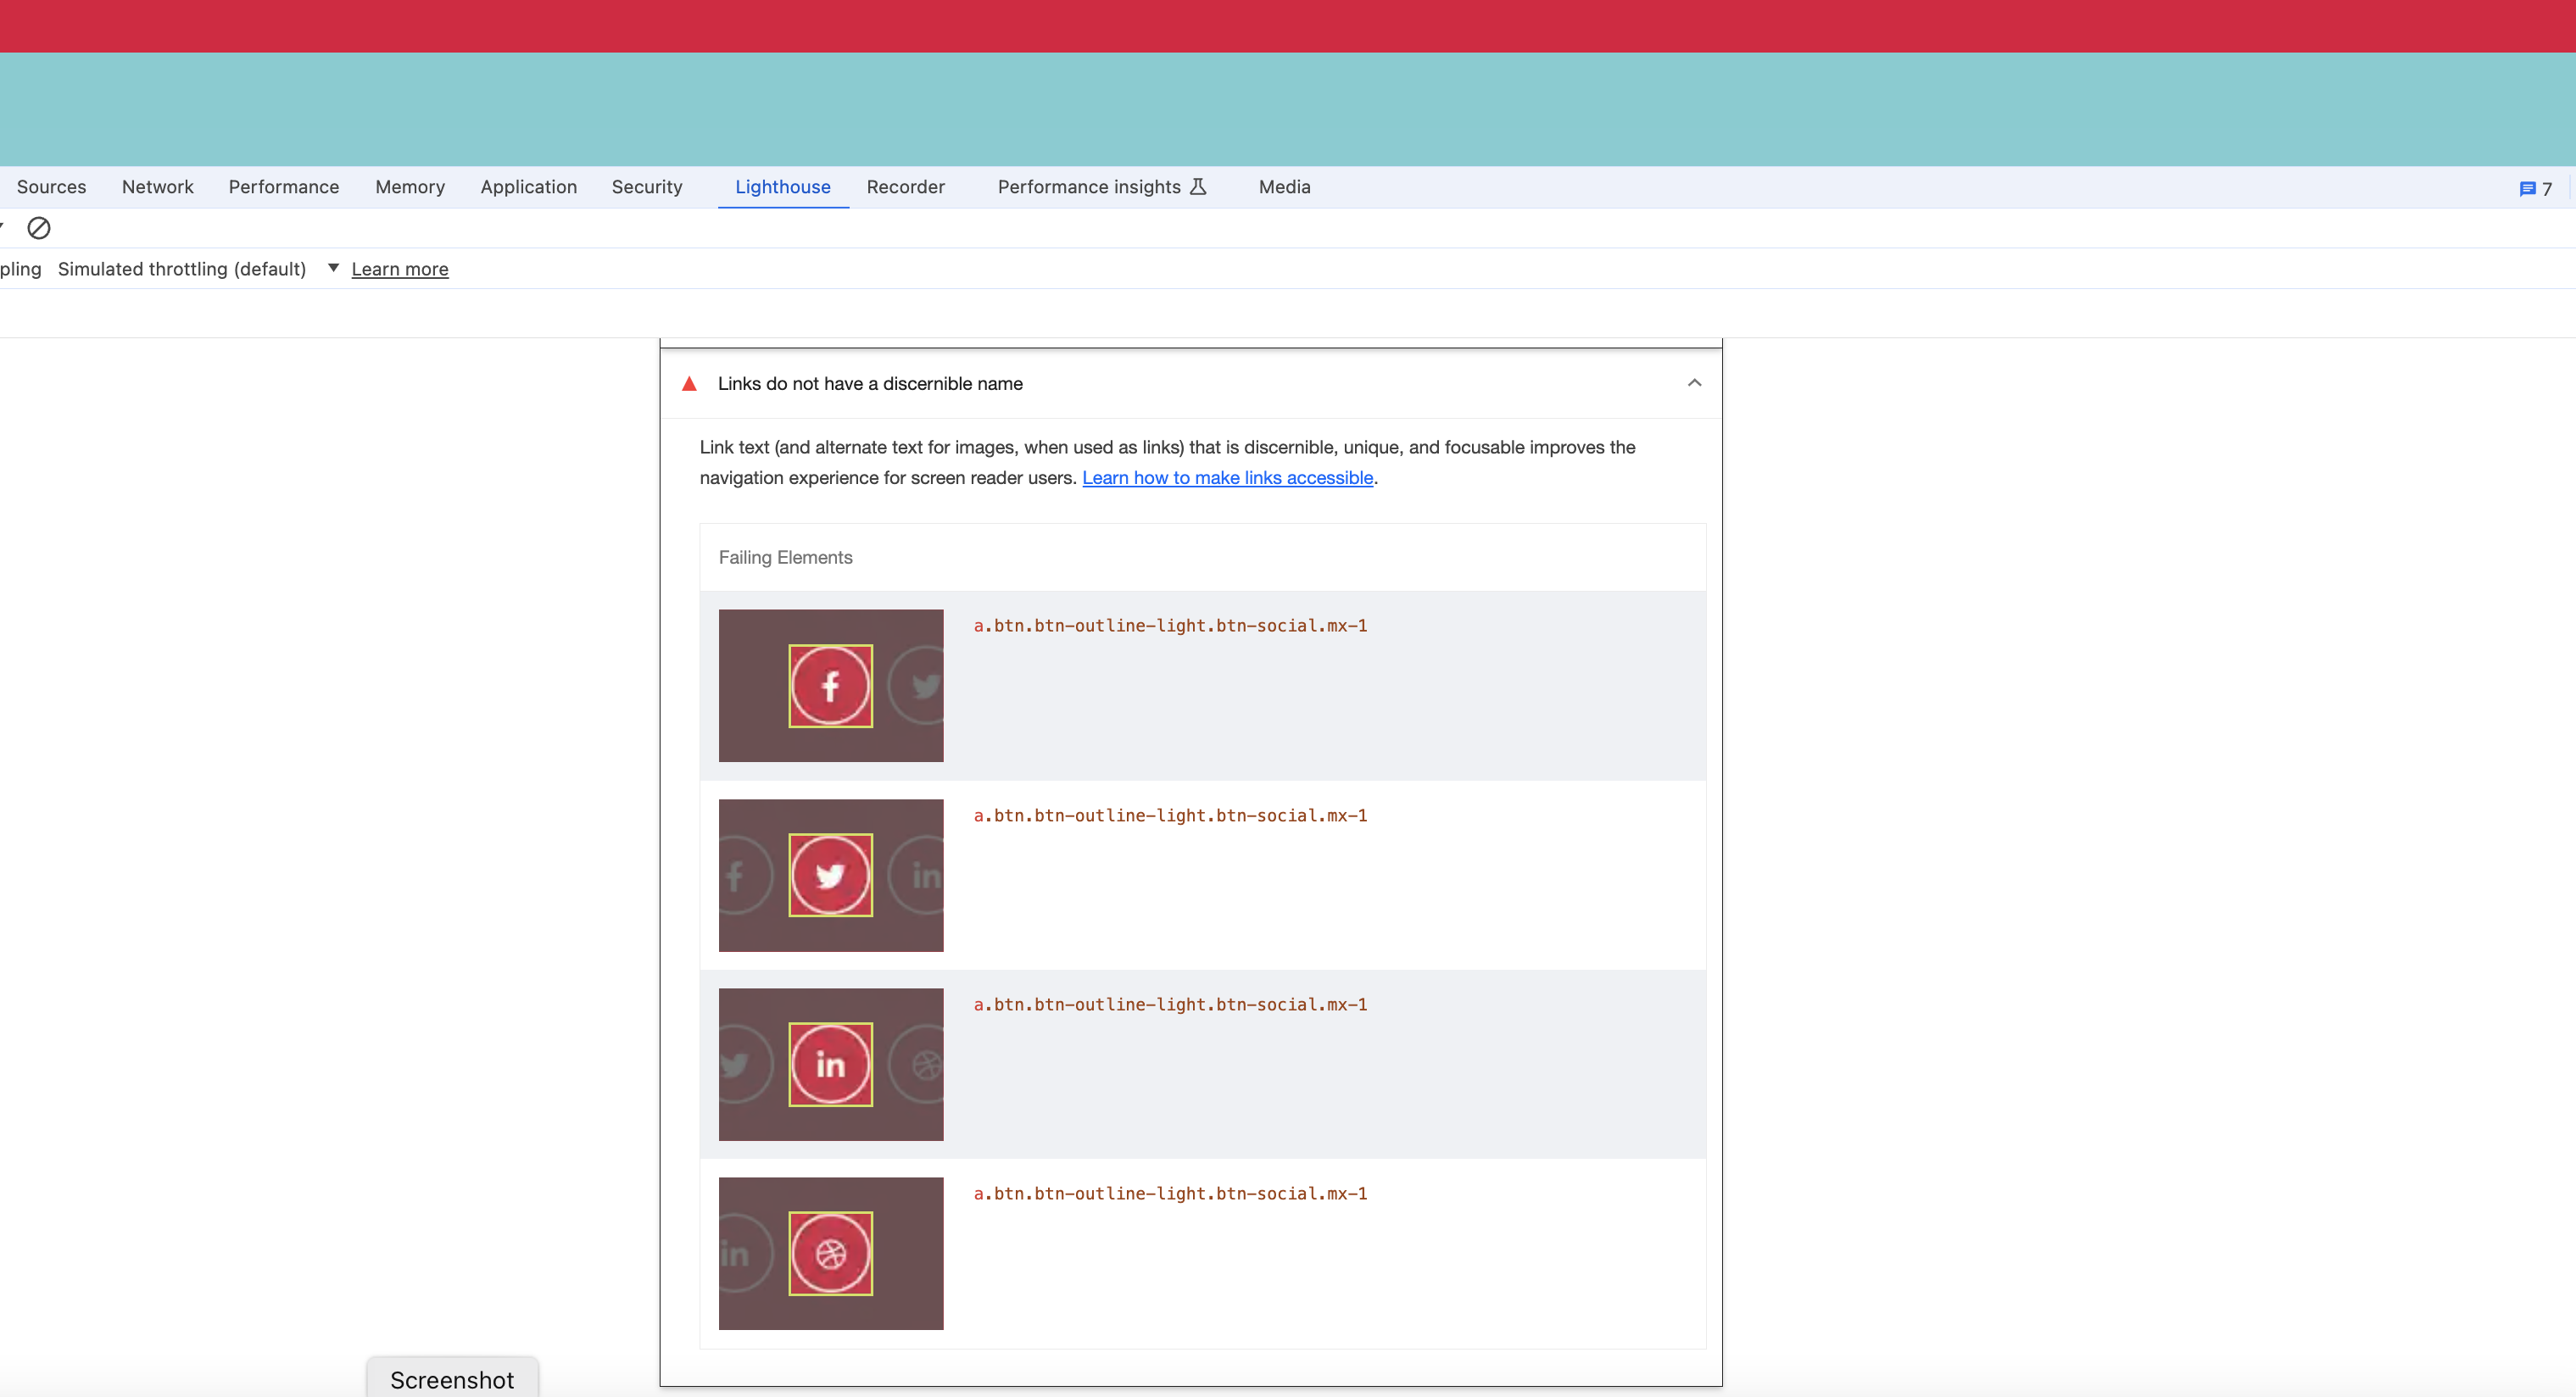 Sources Network Performance Memory Application Security Lighthouse Recorder Performance insights Media 7
pling Simulated throttling (default) Learn more
Links do not have a discernible name
Link text (and alternate text for images, when used as links) that is discernible, unique, and focusable improves the
navigation experience for screen reader users. Learn how to make links accessible.
Failing Elements
a.btn.btn-outline-light.btn-social.mx-1
f
a.btn.btn-outline-light.btn-social.mx-1
f in
a.btn.btn-outline-light.btn-social.mx-1
in
a.btn.btn-outline-light.btn-social.mx-1
in
Screenshot